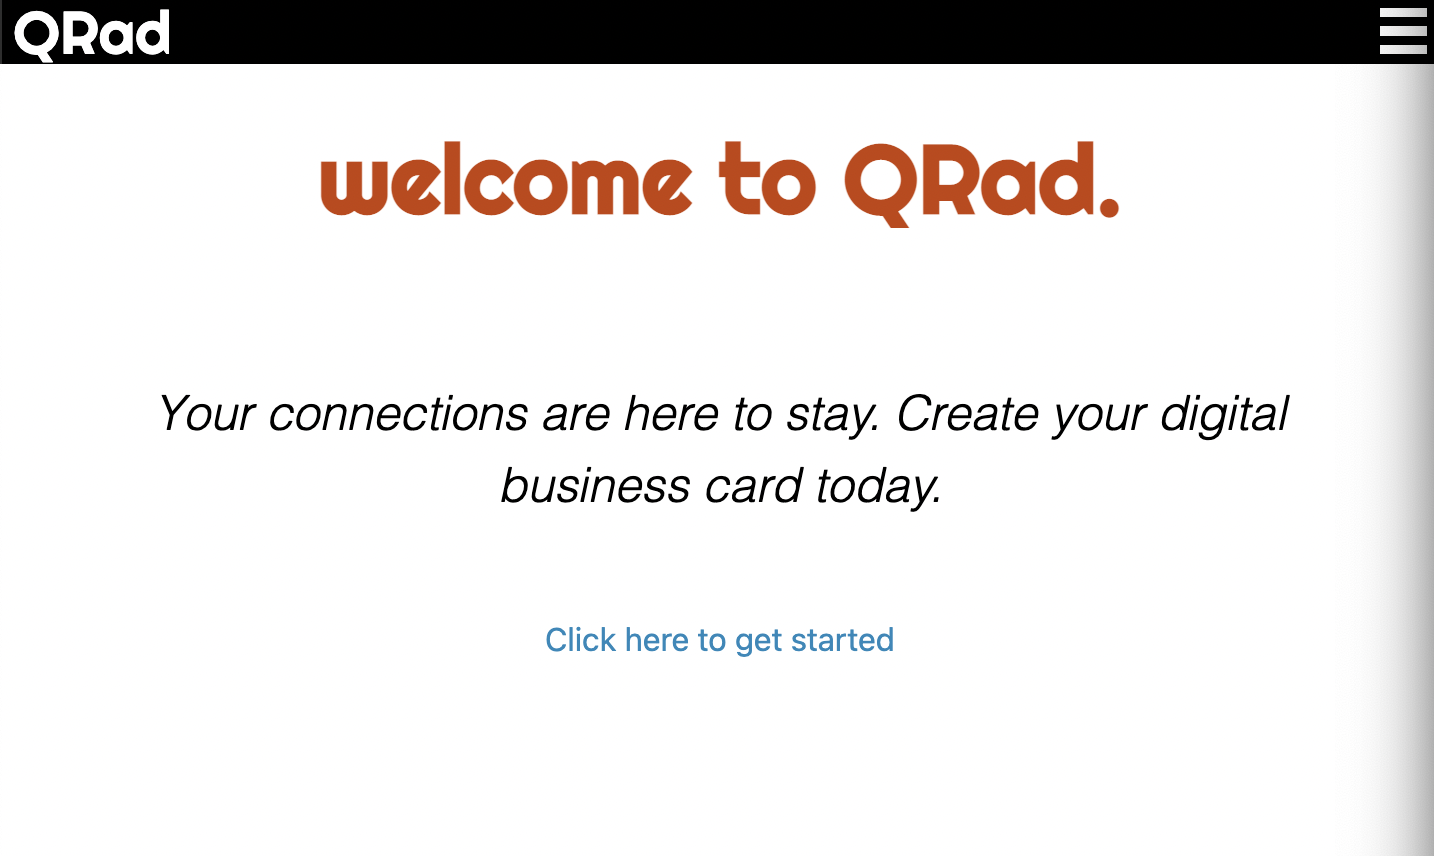 QRad
welcome to QRad.
Your connections are here to stay. Create your digital
business card today.
Click here to get started